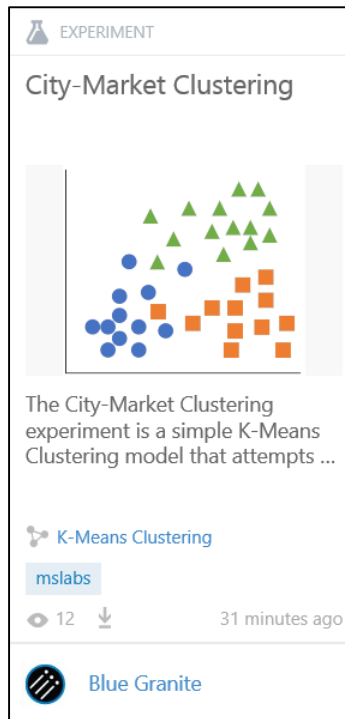 EXPERIMENT
City-Market Clustering
The City-Market Clustering
experiment is a simple K-Means
Clustering model that attempts ...
K-Means Clustering
mslabs
12 31 minutes ago
Blue Granite